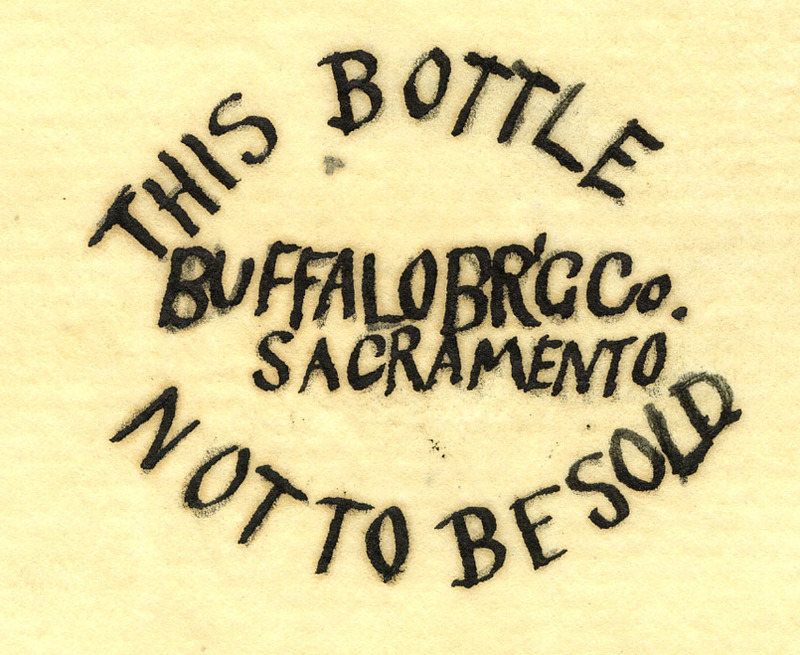 THIS BOTTLE
BUFFALO BR'G Co.
SACRAMENTO
NOT TO BE SOLD